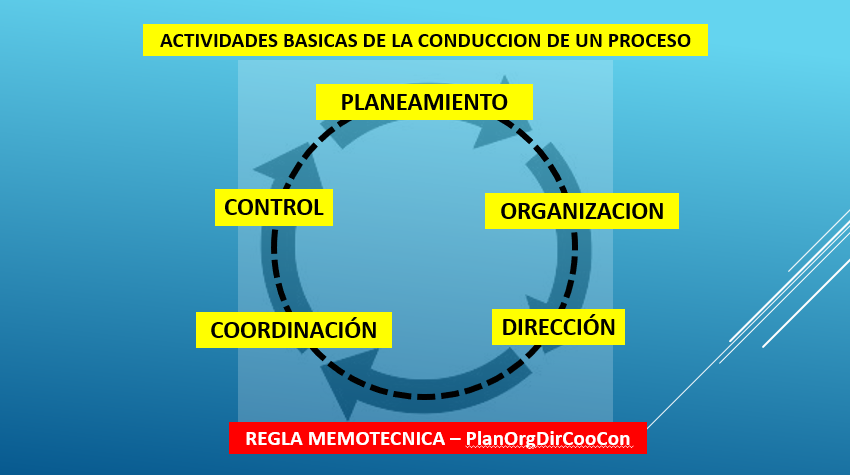 ACTIVIDADES BASICAS DE LA CONDUCCION DE UN PROCESO
PLANEAMIENTO
CONTROL
ORGANIZACION
COORDINACIÓN
DIRECCIÓN
REGLA MEMOTECNICA – PlanOrgDirCooCon